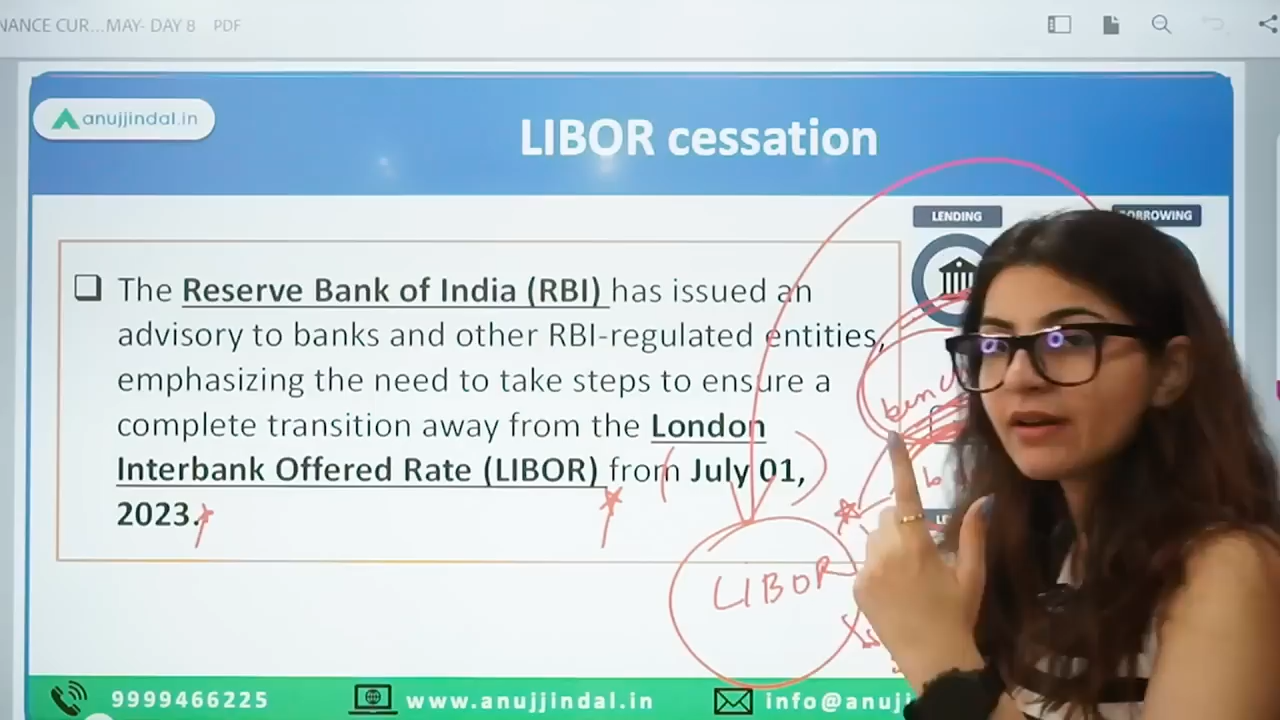 NANCE CUR...MAY- DAY 8 PDF
anujjindal.in
LIBOR cessation
LENDING
BORROWING
❑ The Reserve Bank of India (RBI) has issued an
advisory to banks and other RBI-regulated entities,
emphasizing the need to take steps to ensure a
complete transition away from the London
Interbank Offered Rate (LIBOR) from July 01,
2023.
LIBOR
9999466225
www.anujjindal.in
info@anuj